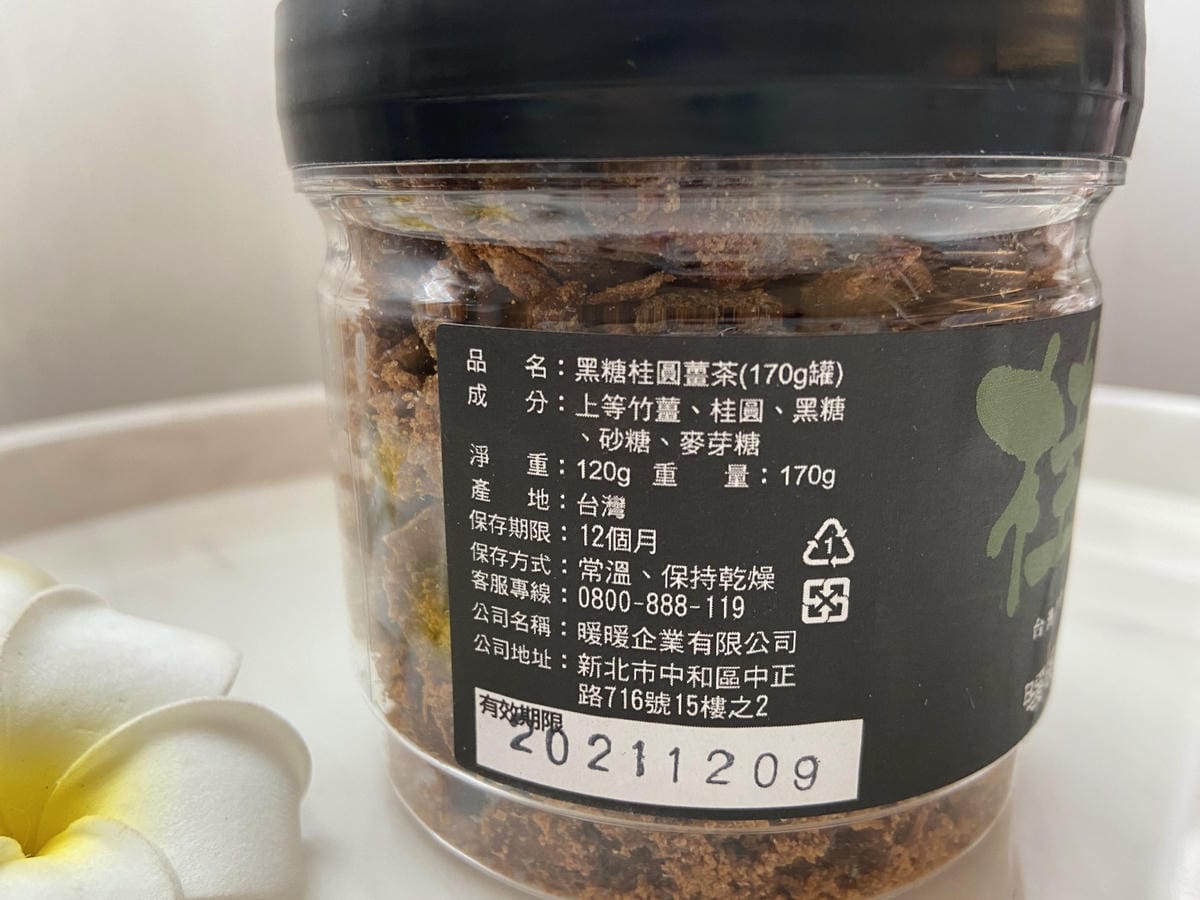 品 名：黑糖桂圓薑茶(170g罐)
成 分：上等竹薑、桂圓、黑糖
、砂糖、麥芽糖
淨 重：120g 重 量：170g
產 地：台灣
保存期限：12個月
保存方式：常溫、保持乾燥
客服專線：0800-888-119
公司名稱：暖暖企業有限公司
公司地址：新北市中和區中正
路716號15樓之2
有效期限
20211209
1
桂
台
暖